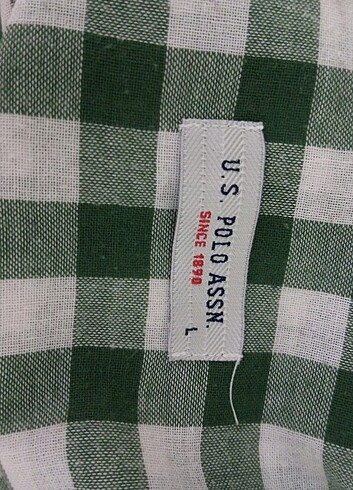 U.S. POLO ASSN.
SINCE 1890
L